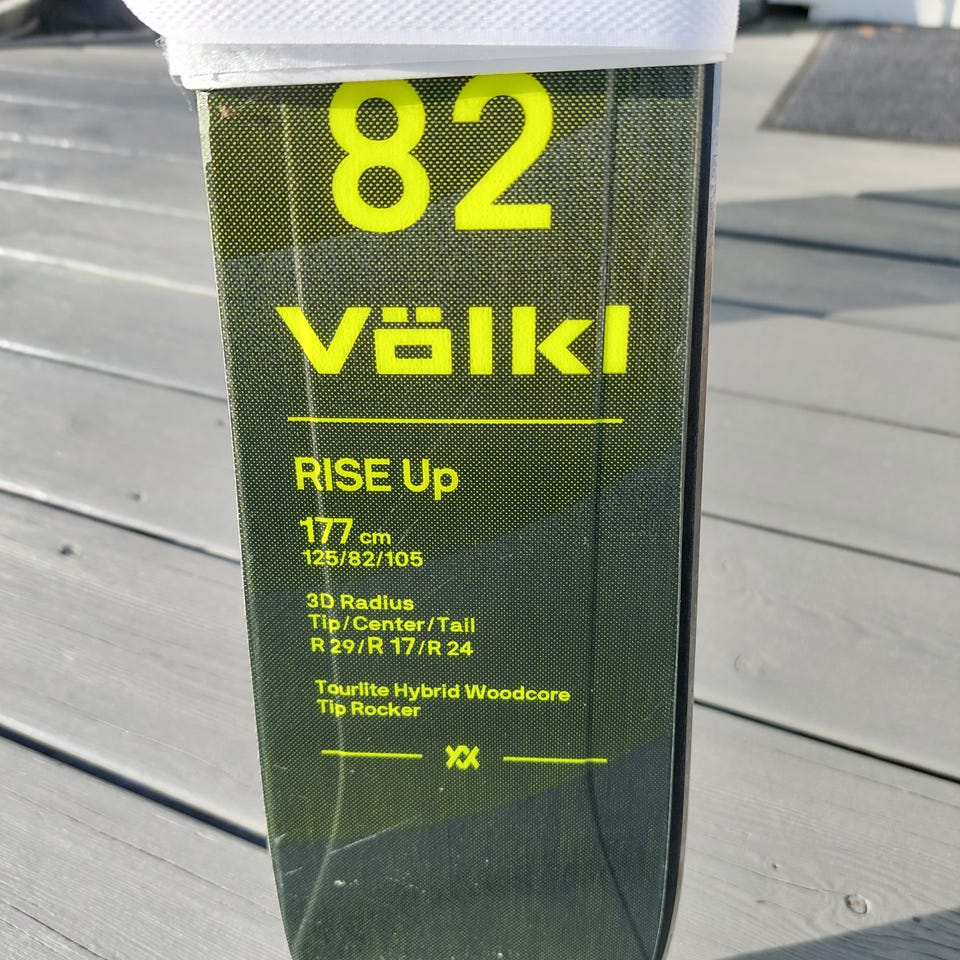 82
Völkl
RISE Up
177 cm
125/82/105
3D Radius
Tip/Center/Tail
R 29/R 17/R 24
Tourlite Hybrid Woodcore
Tip Rocker